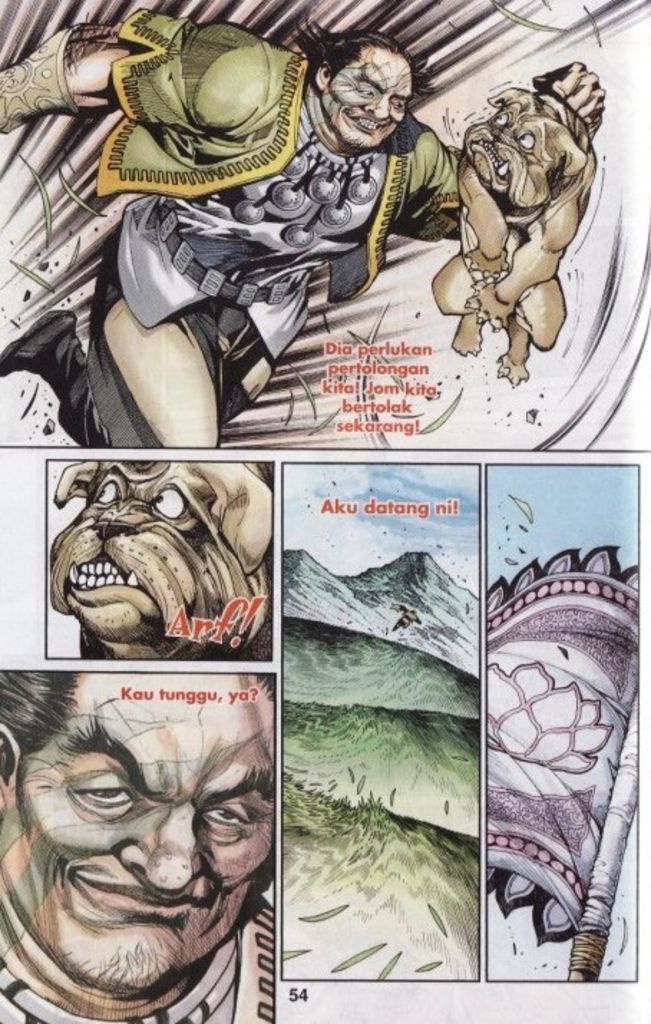 Dia perlukan
pertolongan
kita! Jom kita
bertolak
sekarang!
Arf!
Aku datang ni!
Kau tunggu, ya?
54